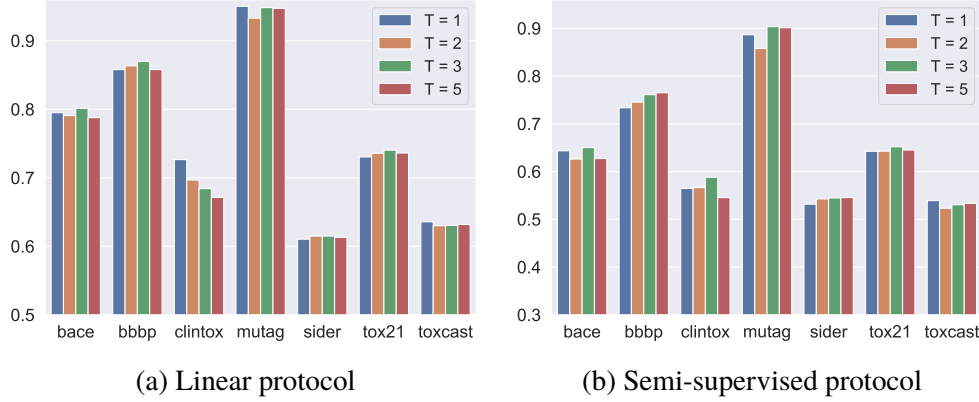 0.9
0.8
0.7
0.6
0.5
T = 1
T = 2
T = 3
T = 5
bace bbbp clintox mutag sider tox21 toxcast
(a) Linear protocol
0.9
0.8
0.7
0.6
0.5
0.4
0.3
T = 1
T = 2
T = 3
T = 5
bace bbbp clintox mutag sider tox21 toxcast
(b) Semi-supervised protocol